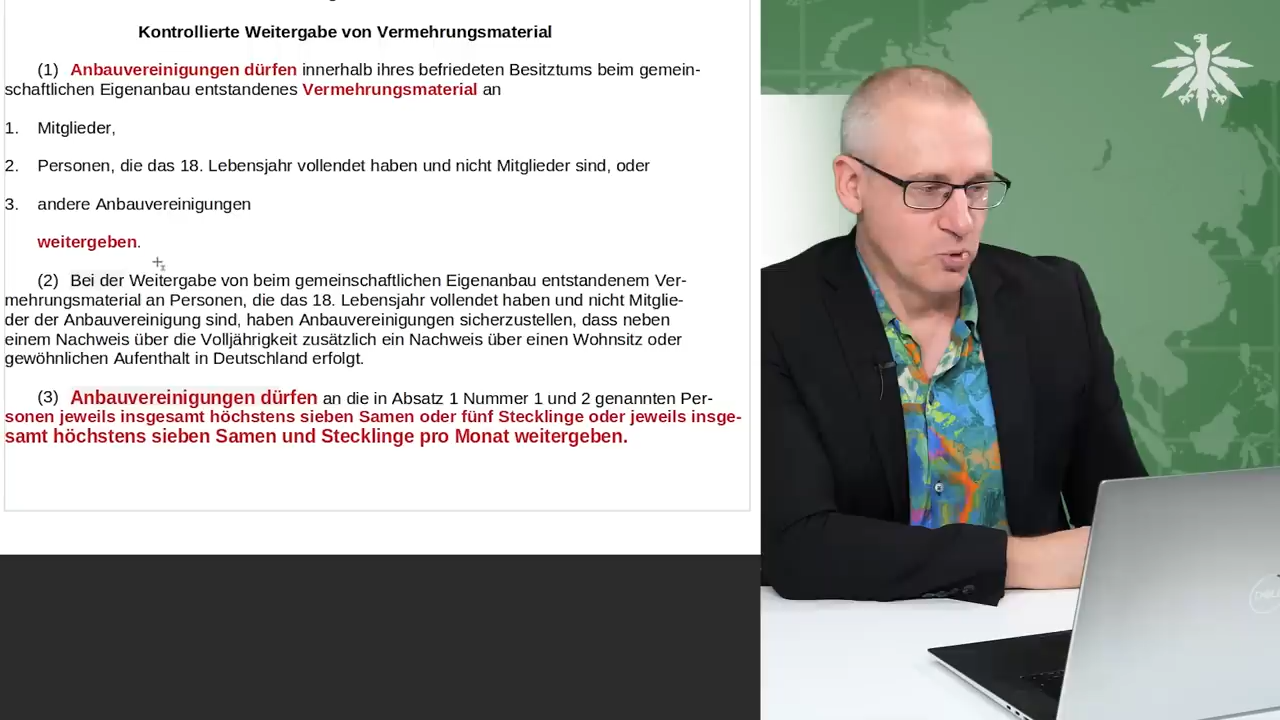 Kontrollierte Weitergabe von Vermehrungsmaterial
(1) Anbauvereinigungen dürfen innerhalb ihres befriedeten Besitztums beim gemein-
schaftlichen Eigenanbau entstandenes Vermehrungsmaterial an
1. Mitglieder,
2. Personen, die das 18. Lebensjahr vollendet haben und nicht Mitglieder sind, oder
3. andere Anbauvereinigungen
weitergeben.
(2) Bei der Weitergabe von beim gemeinschaftlichen Eigenanbau entstandenem Ver-
mehrungsmaterial an Personen, die das 18. Lebensjahr vollendet haben und nicht Mitglie-
der der Anbauvereinigung sind, haben Anbauvereinigungen sicherzustellen, dass neben
einem Nachweis über die Volljährigkeit zusätzlich ein Nachweis über einen Wohnsitz oder
gewöhnlichen Aufenthalt in Deutschland erfolgt.
(3) Anbauvereinigungen dürfen an die in Absatz 1 Nummer 1 und 2 genannten Per-
sonen jeweils insgesamt höchstens sieben Samen oder fünf Stecklinge oder jeweils insge-
samt höchstens sieben Samen und Stecklinge pro Monat weitergeben.